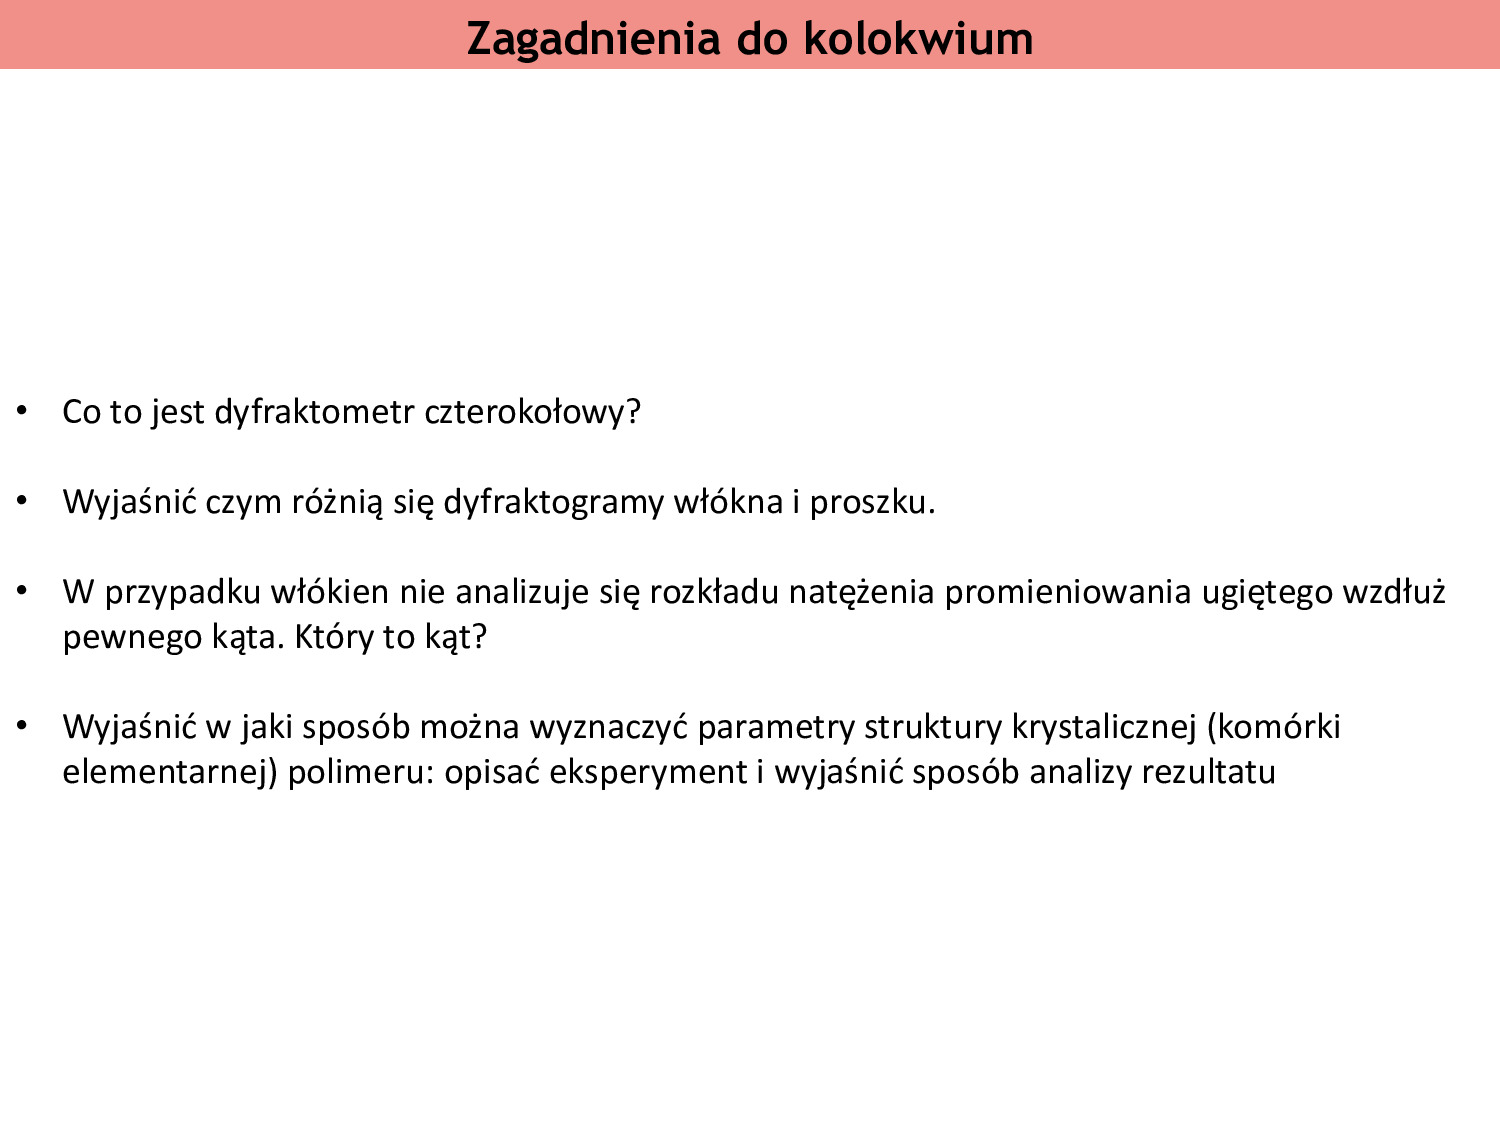 Zagadnienia do kolokwium
• Co to jest dyfraktometr czterokołowy?
• Wyjaśnić czym różnią się dyfraktogramy włókna i proszku.
• W przypadku włókien nie analizuje się rozkładu natężenia promieniowania ugiętego wzdłuż
pewnego kąta. Który to kąt?
• Wyjaśnić w jaki sposób można wyznaczyć parametry struktury krystalicznej (komórki
elementarnej) polimeru: opisać eksperyment i wyjaśnić sposób analizy rezultatu